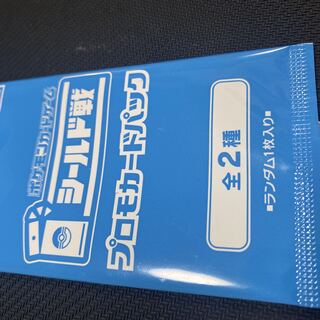 ポケモンカードゲーム
シールド戦
プロモカードパック
全2種
■ランダム1枚入り■